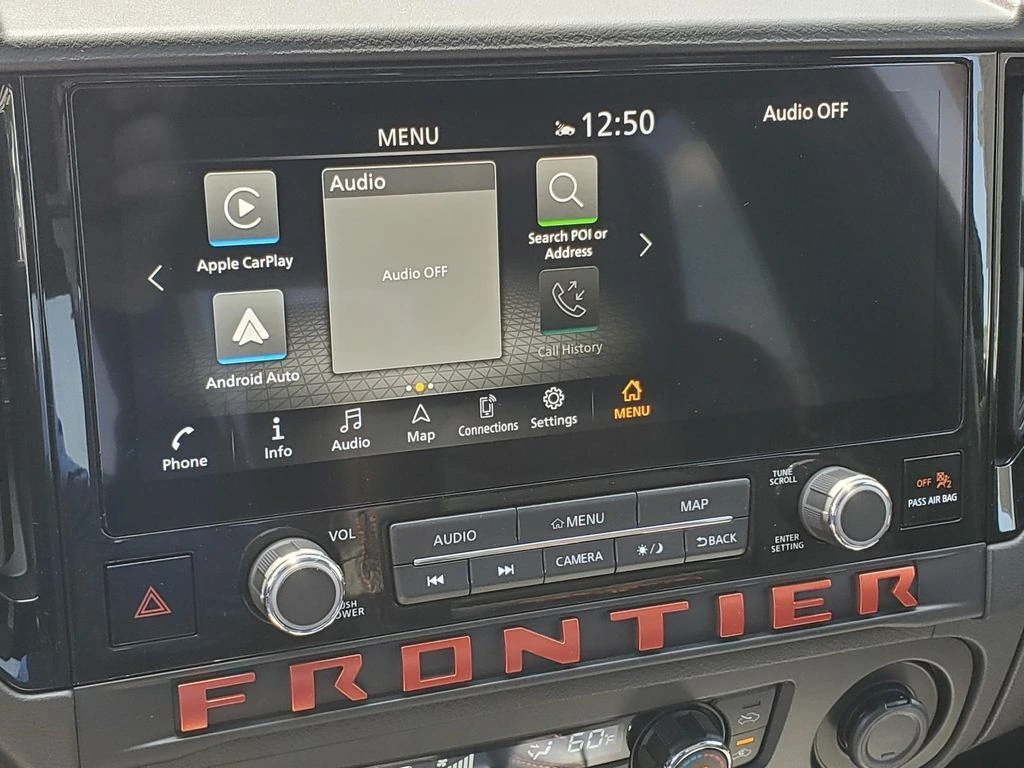 MENU
12:50
Audio OFF
Apple CarPlay
Audio
Audio OFF
Search POI or
Address
Android Auto
Call History
Phone
Info
Audio
Map
Connections
Settings
MENU
VOL
AUDIO
MENU
MAP
CAMERA
BACK
TUNE
SCROLL
ENTER
SETTING
OFF
2
PASS AIR BAG
FRONTIER
60°F